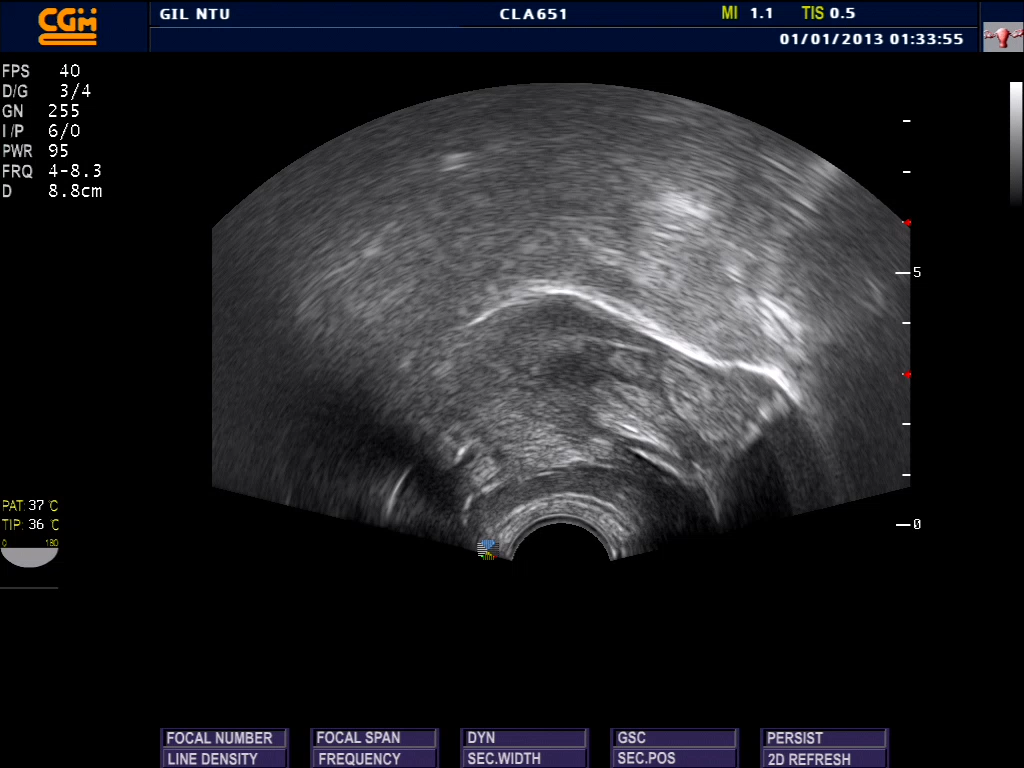 CGM
GIL NTU CLA651 MI 1.1 TIS 0.5
01/01/2013 01:33:55
FPS 40
D/G 3/4
GN 255
I/P 6/0
PWR 95
FRQ 4-8.3
D 8.8cm
5
PAT: 37 °C
TIP: 36 °C
0 180
0
FOCAL NUMBER FOCAL SPAN DYN GSC PERSIST
LINE DENSITY FREQUENCY SEC.WIDTH SEC.POS 2D REFRESH